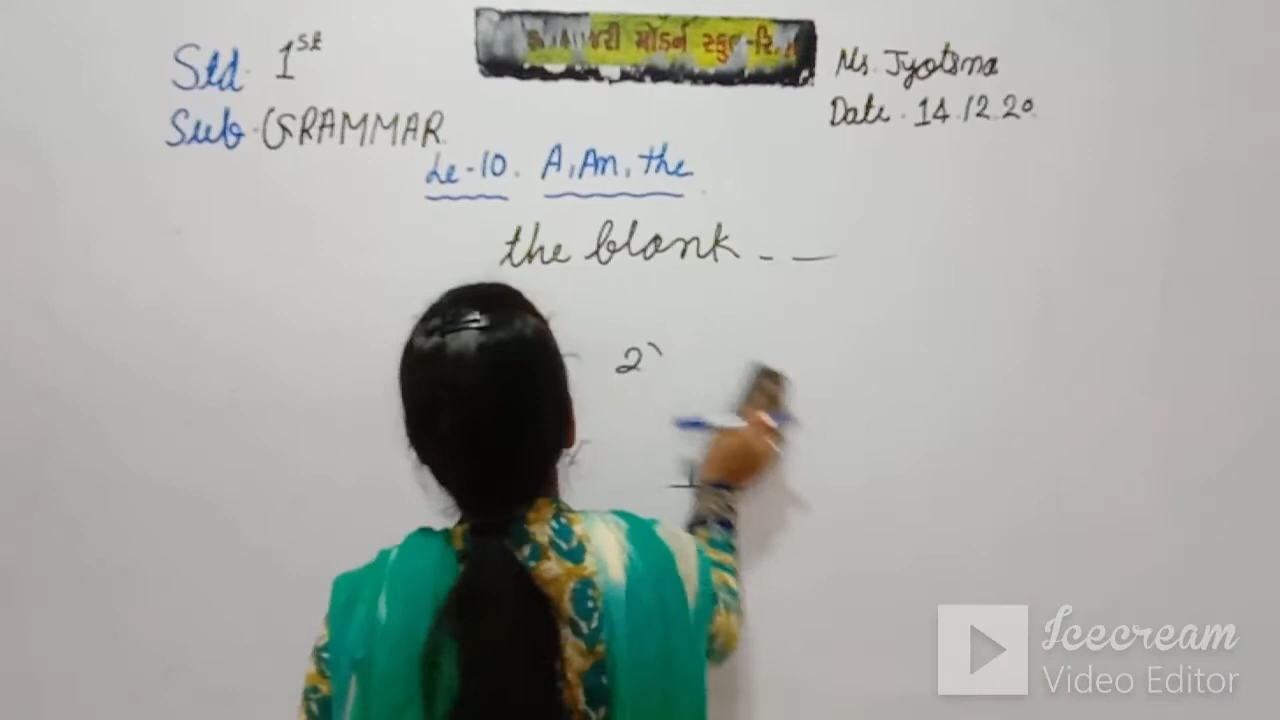 મોડર્ન સ્કુલ
Std. 1st
Ms. Jyotsna
Sub. GRAMMAR.
Date. 14.12.20.
Le-10. A, An, the
the blank - —
2
Icecream
Video Editor